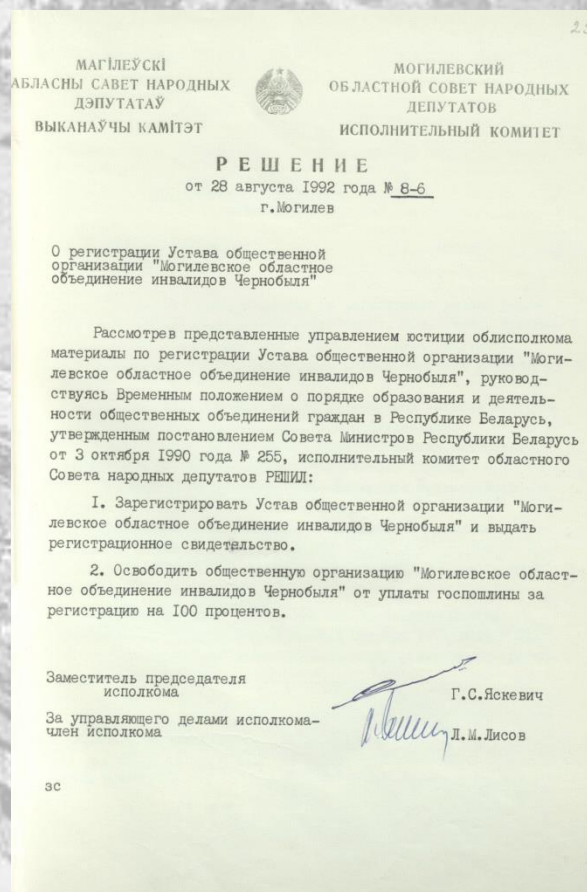 МАГІЛЕЎСКІ
АБЛАСНЫ САВЕТ НАРОДНЫХ
ДЭПУТАТАЎ
ВЫКАНАЎЧЫ КАМІТЭТ
МОГИЛЕВСКИЙ
ОБЛАСТНОЙ СОВЕТ НАРОДНЫХ
ДЕПУТАТОВ
ИСПОЛНИТЕЛЬНЫЙ КОМИТЕТ
РЕШЕНИЕ
от 28 августа 1992 года № 8-6
г.Могилев
О регистрации Устава общественной
организации "Могилевское областное
объединение инвалидов Чернобыля"
Рассмотрев представленные управлением юстиции облисполкома
материалы по регистрации Устава общественной организации "Моги-
левское областное объединение инвалидов Чернобыля", руковод-
ствуясь Временным положением о порядке образования и деятель-
ности общественных объединений граждан в Республике Беларусь,
утвержденным постановлением Совета Министров Республики Беларусь
от 3 октября 1990 года № 255, исполнительный комитет областного
Совета народных депутатов РЕШИЛ:
1. Зарегистрировать Устав общественной организации "Моги-
левское областное объединение инвалидов Чернобыля" и выдать
регистрационное свидетельство.
2. Освободить общественную организацию "Могилевское област-
ное объединение инвалидов Чернобыля" от уплаты госпошлины за
регистрацию на 100 процентов.
Заместитель председателя
исполкома
Г.С.Яскевич
За управляющего делами исполкома-
член исполкома
Л.М.Лисов
зс